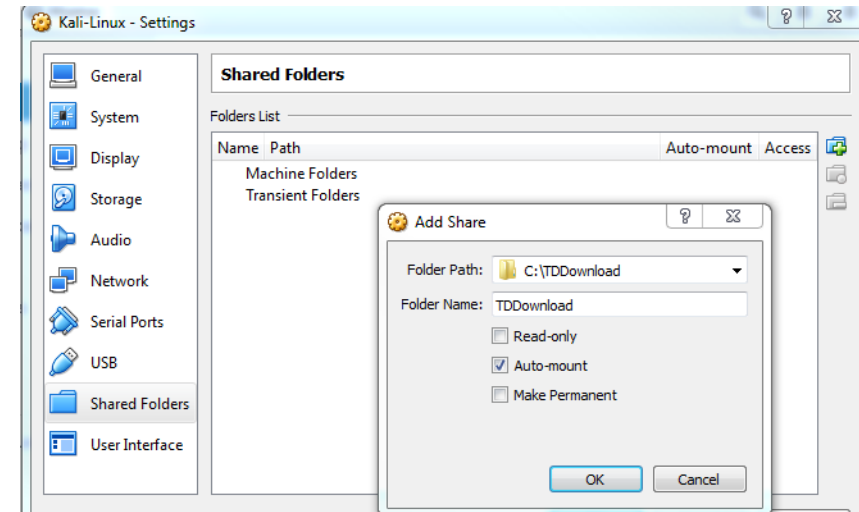 Kali-Linux - Settings
General
System
Display
Storage
Audio
Network
Serial Ports
USB
Shared Folders
User Interface
Shared Folders
Folders List
Name Path Auto-mount Access
Machine Folders
Transient Folders
Add Share
Folder Path: C:\TDDownload
Folder Name: TDDownload
Read-only
Auto-mount
Make Permanent
OK Cancel